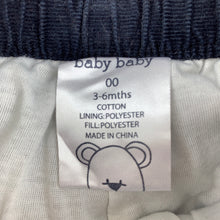 baby baby
00
3-6mths
COTTON
LINING: POLYESTER
FILL: POLYESTER
MADE IN CHINA